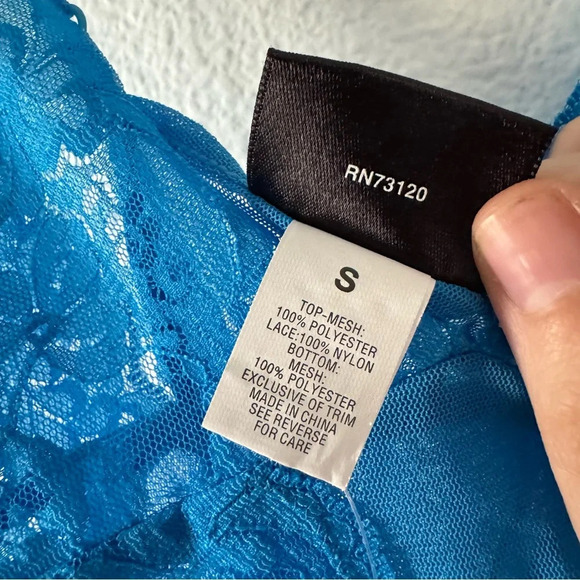 RN73120
S
TOP-MESH:
100% POLYESTER
LACE:100% NYLON
BOTTOM:
MESH:
100% POLYESTER
EXCLUSIVE OF TRIM
MADE IN CHINA
SEE REVERSE
FOR CARE